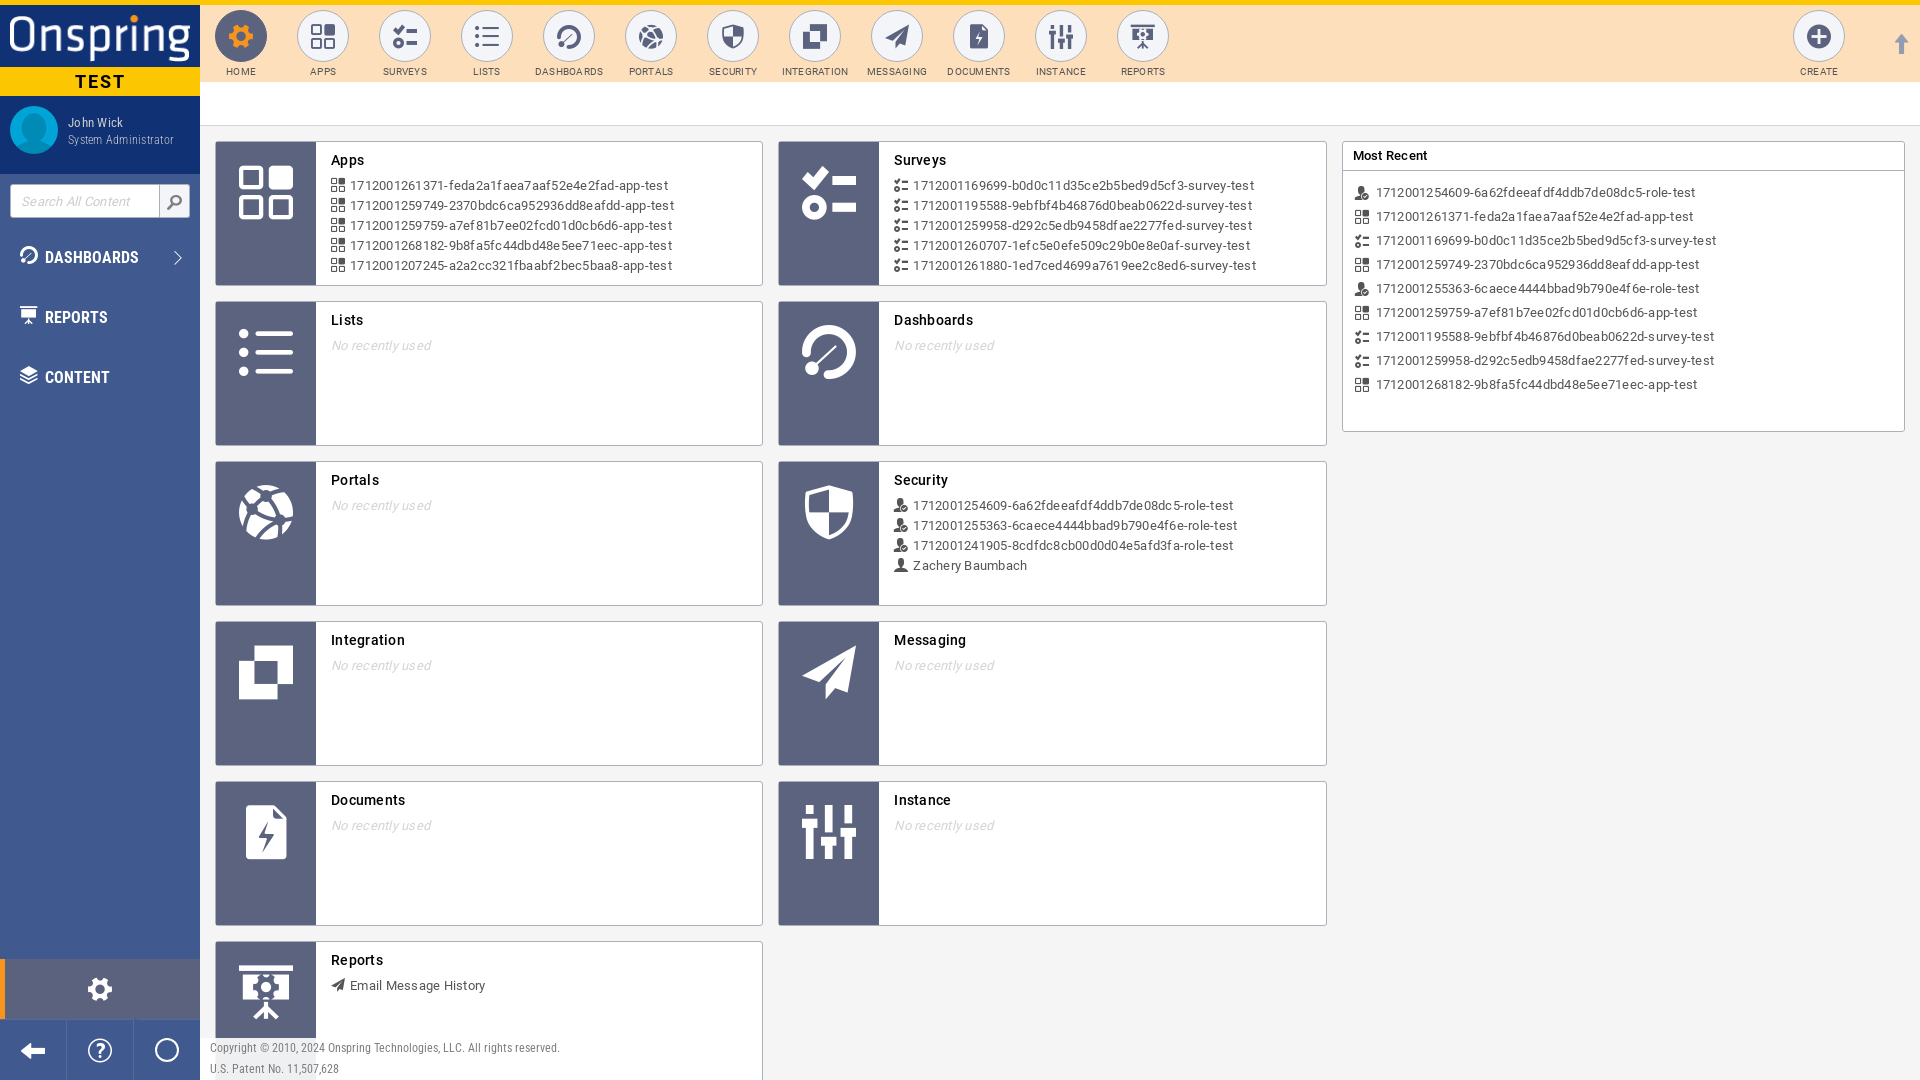 Onspring
TEST
John Wick
System Administrator
Search All Content
DASHBOARDS
REPORTS
CONTENT
HOME
APPS
SURVEYS
LISTS
DASHBOARDS
PORTALS
SECURITY
INTEGRATION
MESSAGING
DOCUMENTS
INSTANCE
REPORTS
CREATE
Apps
1712001261371-feda2a1faea7aaf52e4e2fad-app-test
1712001259749-2370bdc6ca952936dd8eafdd-app-test
1712001259759-a7ef81b7ee02fcd01d0cb6d6-app-test
1712001268182-9b8fa5fc44dbd48e5ee71eec-app-test
1712001207245-a2a2cc321fbaabf2bec5baa8-app-test
Surveys
1712001169699-b0d0c11d35ce2b5bed9d5cf3-survey-test
1712001195588-9ebfbf4b46876d0beab0622d-survey-test
1712001259958-d292c5edb9458dfae2277fed-survey-test
1712001260707-1efc5e0efe509c29b0e8e0af-survey-test
1712001261880-1ed7ced4699a7619ee2c8ed6-survey-test
Lists
No recently used
Dashboards
No recently used
Portals
No recently used
Security
1712001254609-6a62fdeeafdf4ddb7de08dc5-role-test
1712001255363-6caece4444bbad9b790e4f6e-role-test
1712001241905-8cdfdc8cb00d0d04e5afd3fa-role-test
Zachery Baumbach
Integration
No recently used
Messaging
No recently used
Documents
No recently used
Instance
No recently used
Reports
Email Message History
Most Recent
1712001254609-6a62fdeeafdf4ddb7de08dc5-role-test
1712001261371-feda2a1faea7aaf52e4e2fad-app-test
1712001169699-b0d0c11d35ce2b5bed9d5cf3-survey-test
1712001259749-2370bdc6ca952936dd8eafdd-app-test
1712001255363-6caece4444bbad9b790e4f6e-role-test
1712001259759-a7ef81b7ee02fcd01d0cb6d6-app-test
1712001195588-9ebfbf4b46876d0beab0622d-survey-test
1712001259958-d292c5edb9458dfae2277fed-survey-test
1712001268182-9b8fa5fc44dbd48e5ee71eec-app-test
Copyright © 2010, 2024 Onspring Technologies, LLC. All rights reserved.
U.S. Patent No. 11,507,628